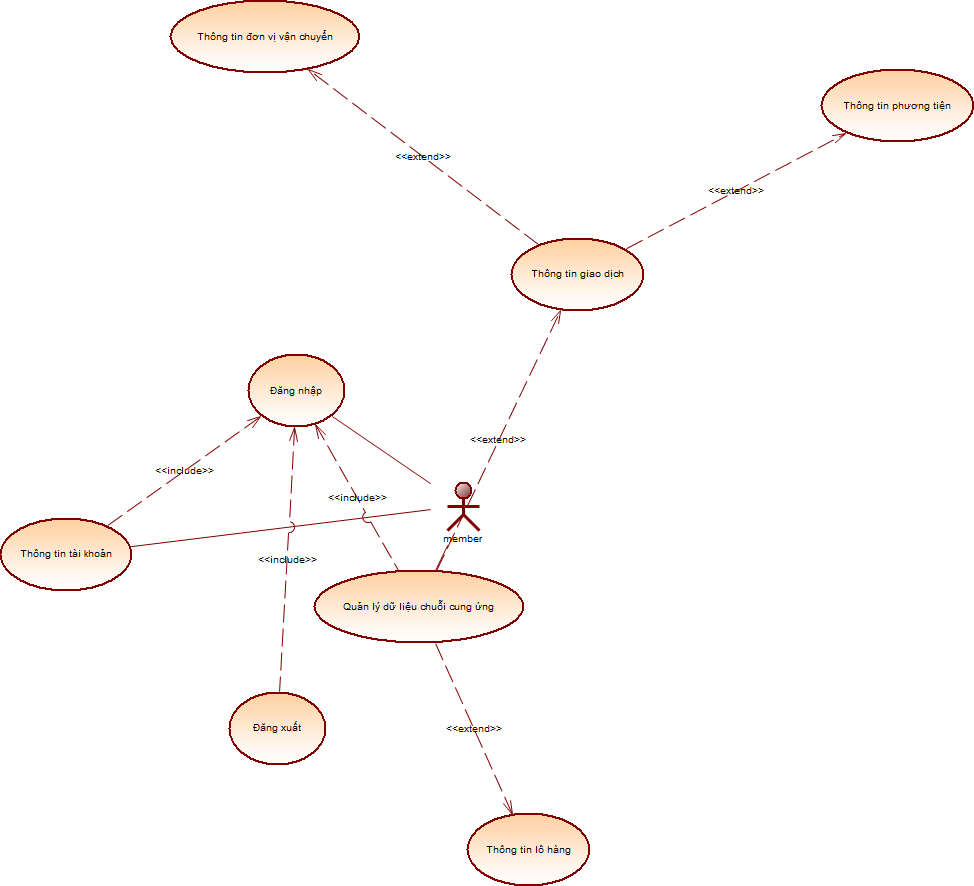 Thông tin đơn vị vận chuyển
Thông tin phương tiện
<<extend>>
<<extend>>
Thông tin giao dịch
Đăng nhập
<<extend>>
<<include>>
<<include>>
member
Thông tin tài khoản
<<include>>
Quản lý dữ liệu chuỗi cung ứng
Đăng xuất
<<extend>>
Thông tin lô hàng